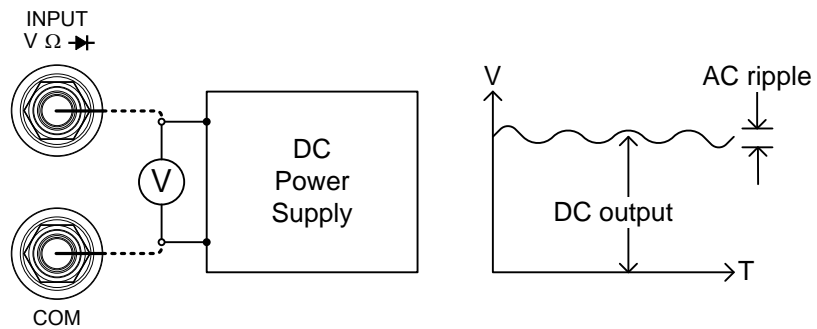 INPUT
V Ω
COM
V
DC
Power
Supply
V
AC ripple
DC output
T